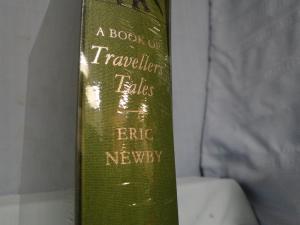 A BOOK OF
Travellers'
Tales
ERIC
NEWBY